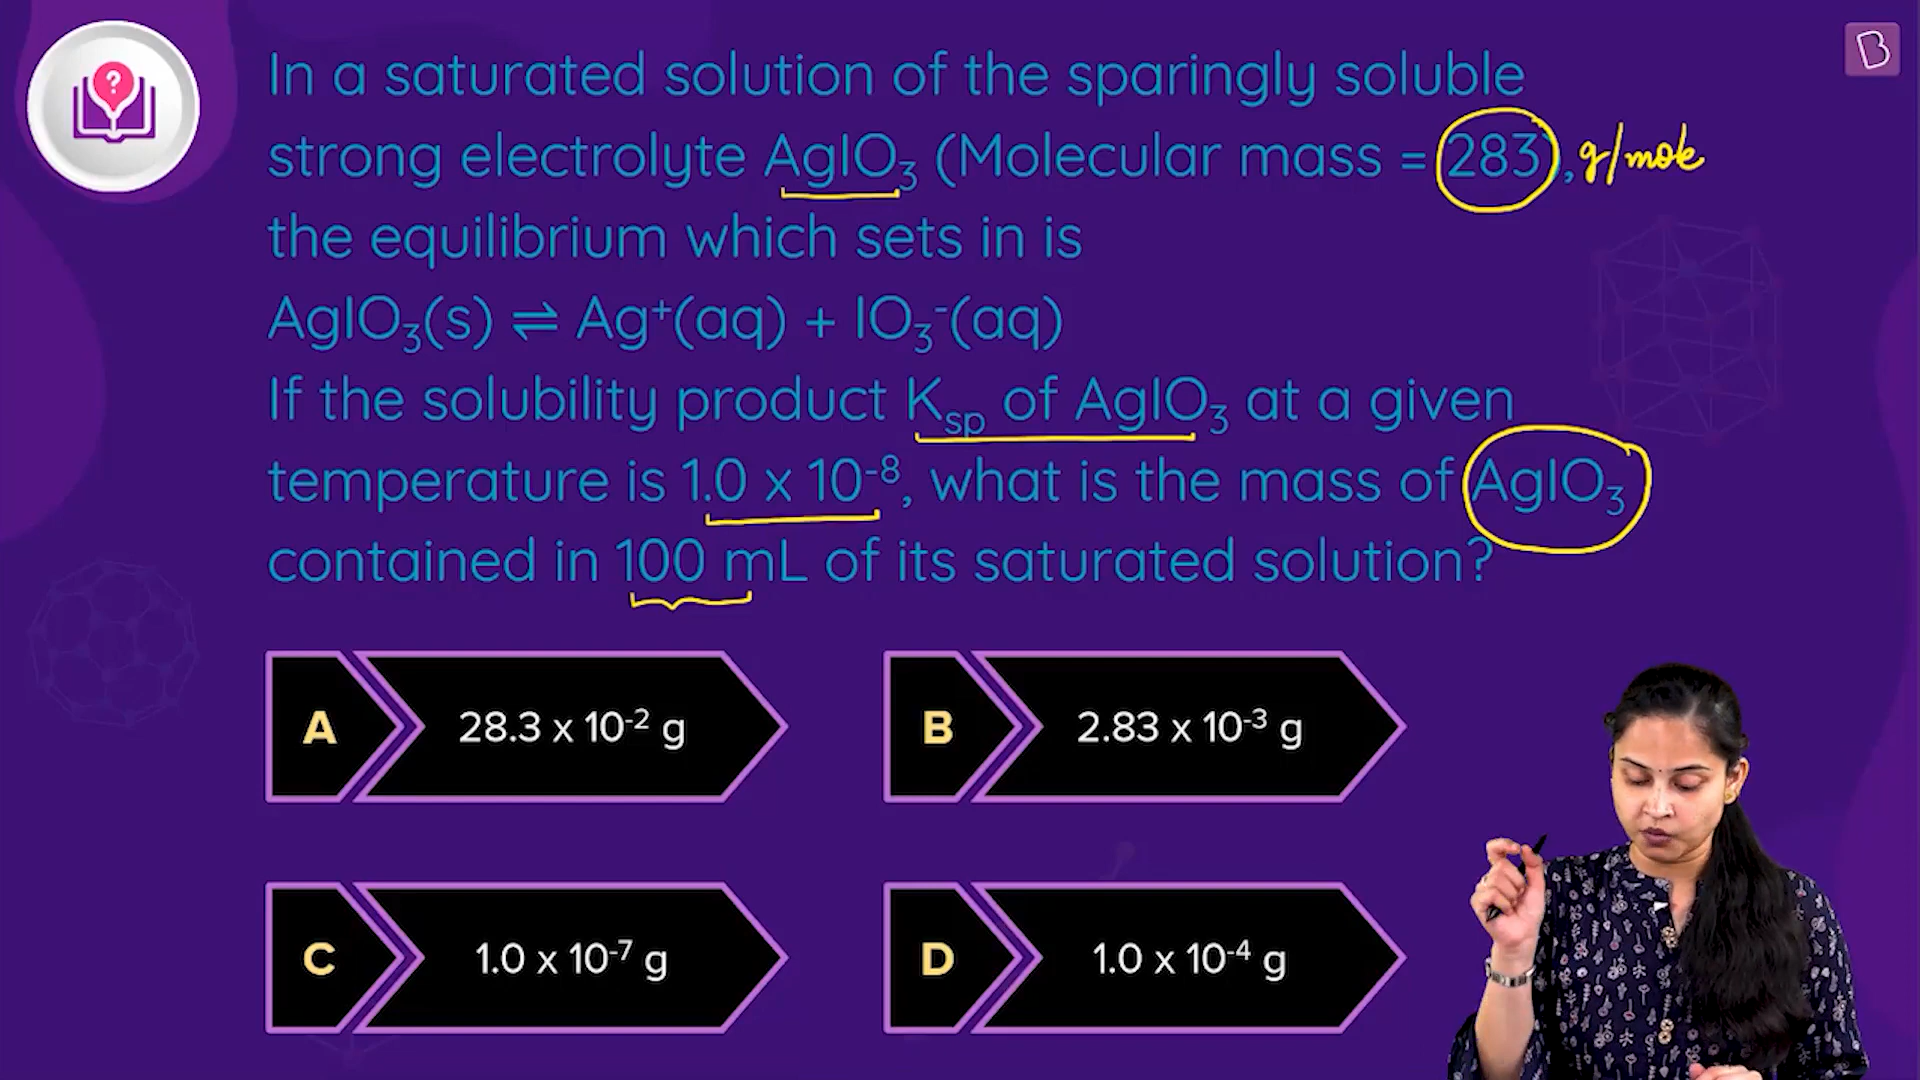 In a saturated solution of the sparingly soluble
strong electrolyte AgIO₃ (Molecular mass = 283), g/mole
the equilibrium which sets in is
AgIO₃(s) ⇌ Ag⁺(aq) + IO₃⁻(aq)
If the solubility product Kₛₚ of AgIO₃ at a given
temperature is 1.0 x 10⁻⁸, what is the mass of AgIO₃
contained in 100 mL of its saturated solution?
A 28.3 x 10⁻² g
B 2.83 x 10⁻³ g
C 1.0 x 10⁻⁷ g
D 1.0 x 10⁻⁴ g
?
B